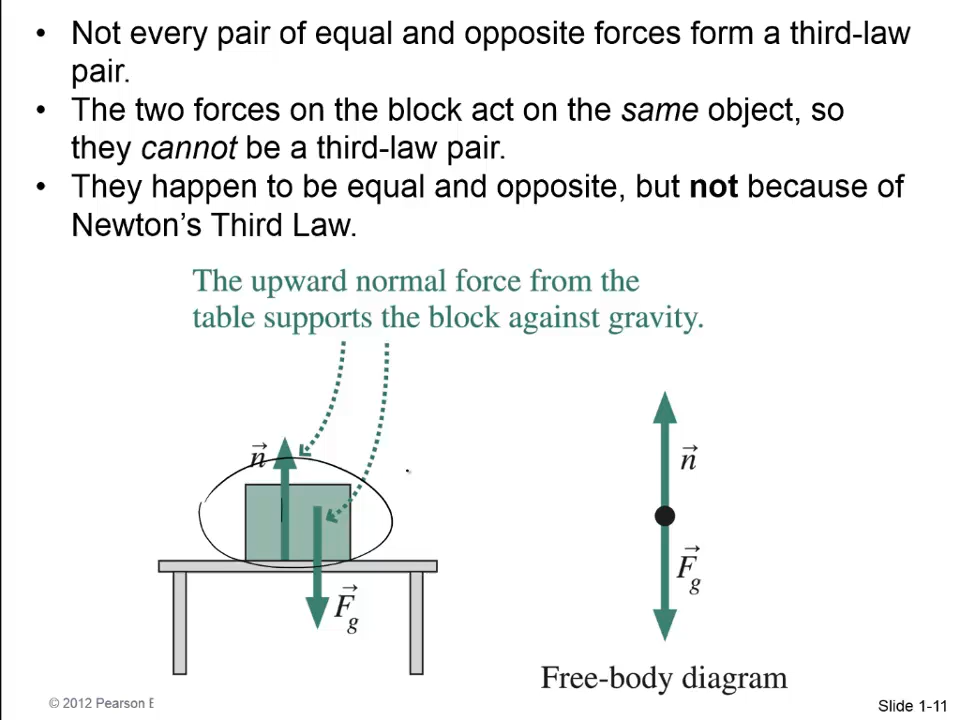 • Not every pair of equal and opposite forces form a third-law
pair.
• The two forces on the block act on the same object, so
they cannot be a third-law pair.
• They happen to be equal and opposite, but not because of
Newton's Third Law.
The upward normal force from the
table supports the block against gravity.
n⃗
n⃗
F⃗g
F⃗g
Free-body diagram
© 2012 Pearson E
Slide 1-11